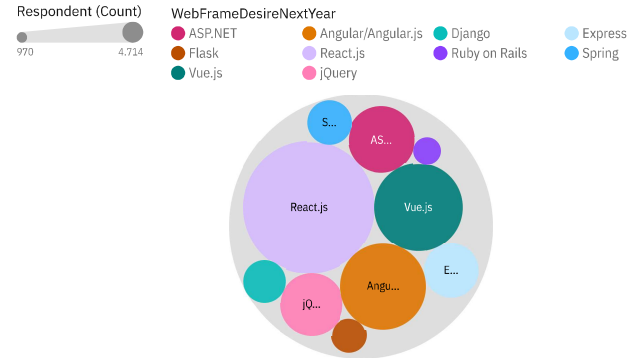 Respondent (Count)
970
4.714
WebFrameDesireNextYear
ASP.NET
Angular/Angular.js
Django
Express
Flask
React.js
Ruby on Rails
Spring
Vue.js
jQuery
S...
AS...
React.js
Vue.js
E...
Angu...
jQ...